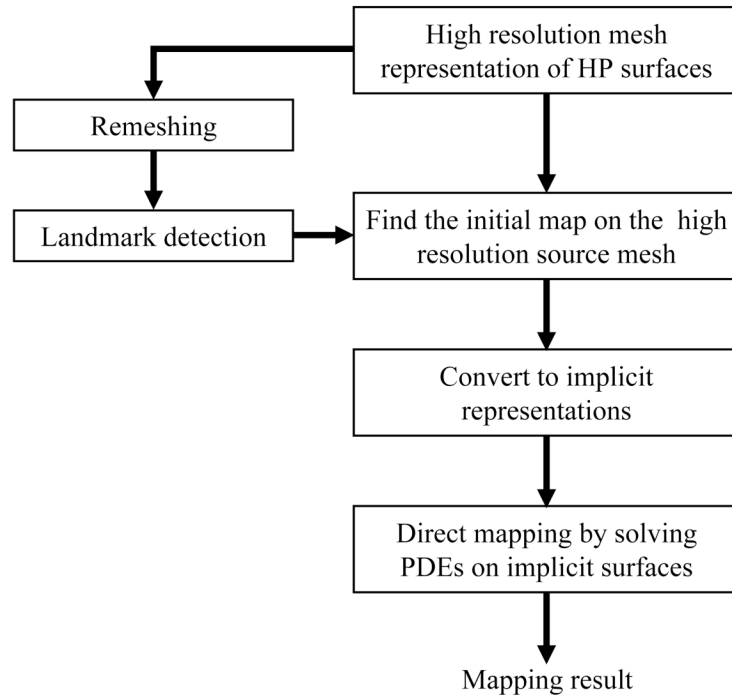 High resolution mesh
representation of HP surfaces
Remeshing
Landmark detection
Find the initial map on the high
resolution source mesh
Convert to implicit
representations
Direct mapping by solving
PDEs on implicit surfaces
Mapping result